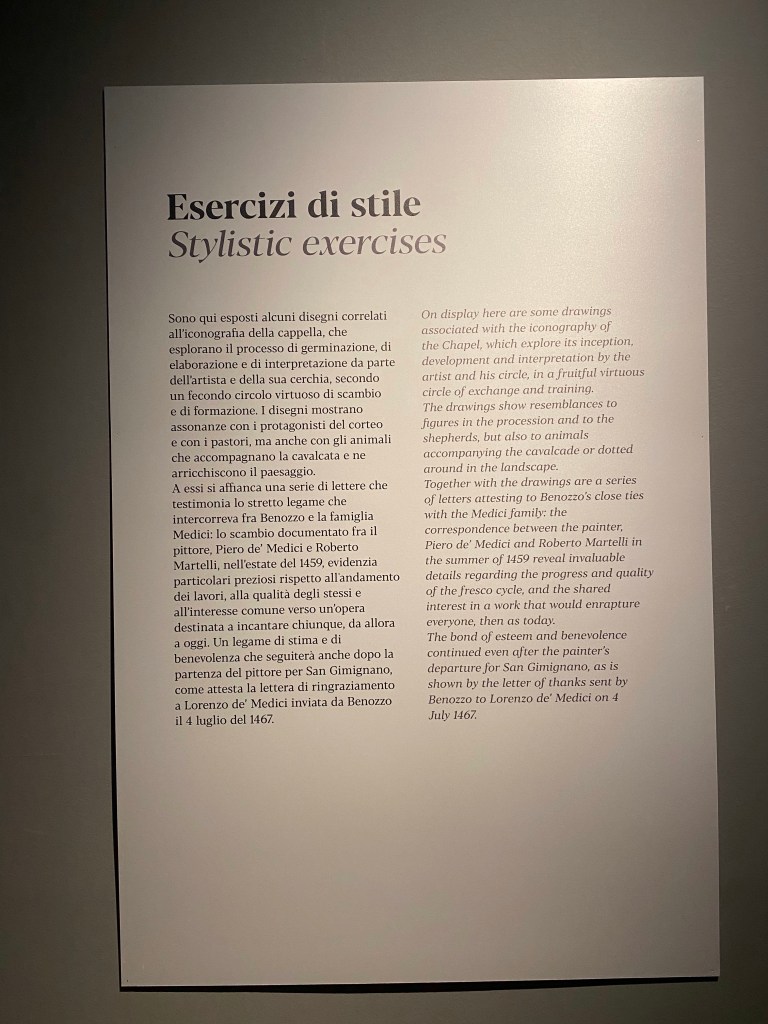 Esercizi di stile
Stylistic exercises
Sono qui esposti alcuni disegni correlati
all'iconografia della cappella, che
esplorano il processo di germinazione, di
elaborazione e di interpretazione da parte
dell'artista e della sua cerchia, secondo
un fecondo circolo virtuoso di scambio
e di formazione. I disegni mostrano
assonanze con i protagonisti del corteo
e con i pastori, ma anche con gli animali
che accompagnano la cavalcata e ne
arricchiscono il paesaggio.
A essi si affianca una serie di lettere che
testimonia lo stretto legame che
intercorreva fra Benozzo e la famiglia
Medici: lo scambio documentato fra il
pittore, Piero de' Medici e Roberto
Martelli, nell'estate del 1459, evidenzia
particolari preziosi rispetto all'andamento
dei lavori, alla qualità degli stessi e
all'interesse comune verso un'opera
destinata a incantare chiunque, da allora
a oggi. Un legame di stima e di
benevolenza che seguiterà anche dopo la
partenza del pittore per San Gimignano,
come attesta la lettera di ringraziamento
a Lorenzo de' Medici inviata da Benozzo
il 4 luglio del 1467.
On display here are some drawings
associated with the iconography of
the Chapel, which explore its inception,
development and interpretation by the
artist and his circle, in a fruitful virtuous
circle of exchange and training.
The drawings show resemblances to
figures in the procession and to the
shepherds, but also to animals
accompanying the cavalcade or dotted
around in the landscape.
Together with the drawings are a series
of letters attesting to Benozzo's close ties
with the Medici family: the
correspondence between the painter,
Piero de' Medici and Roberto Martelli in
the summer of 1459 reveal invaluable
details regarding the progress and quality
of the fresco cycle, and the shared
interest in a work that would enrapture
everyone, then as today.
The bond of esteem and benevolence
continued even after the painter's
departure for San Gimignano, as is
shown by the letter of thanks sent by
Benozzo to Lorenzo de' Medici on 4
July 1467.